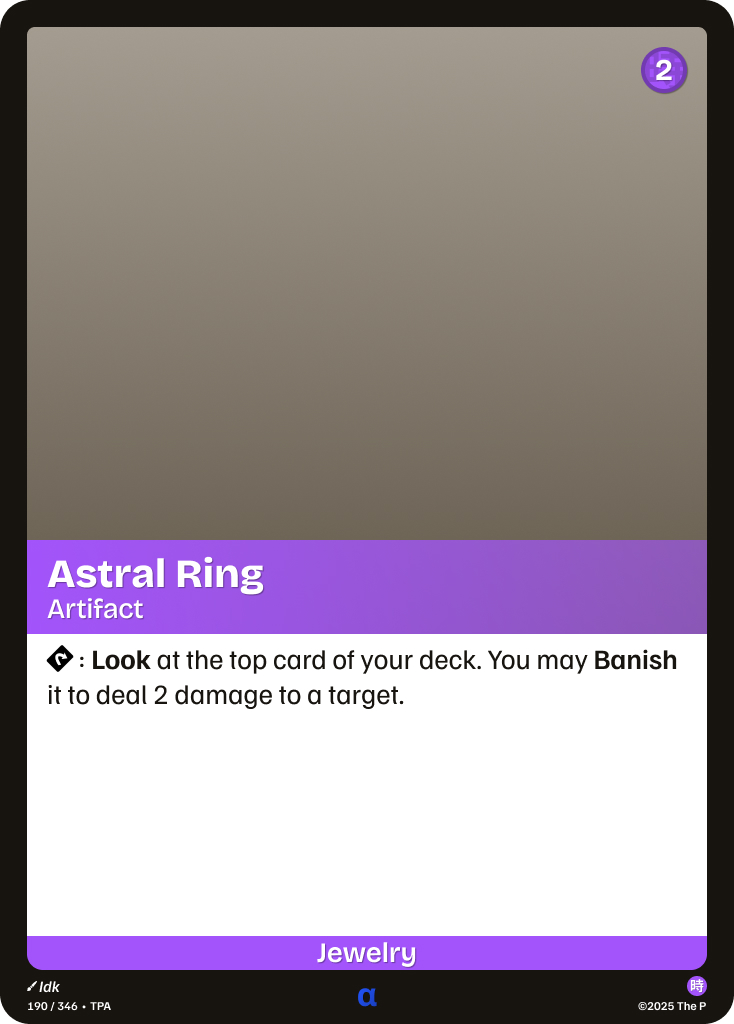 2
Astral Ring
Artifact
: Look at the top card of your deck. You may Banish
it to deal 2 damage to a target.
Jewelry
Idk
190 / 346 • TPA
α
時
©2025 The P